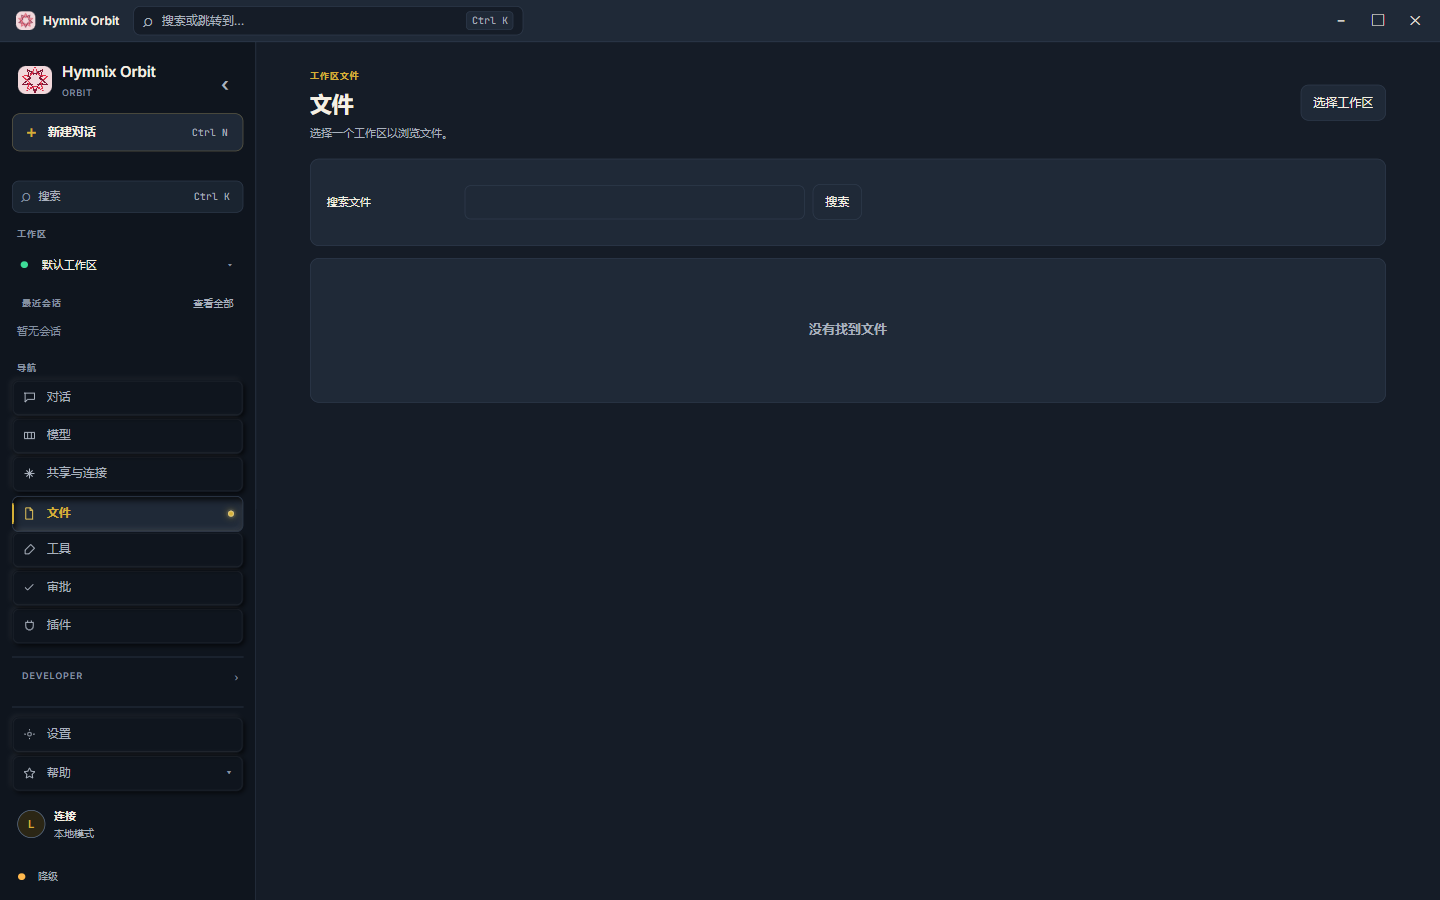 Hymnix Orbit
搜索或跳转到...
Ctrl K
Hymnix Orbit
ORBIT
新建对话
Ctrl N
搜索
Ctrl K
工作区
默认工作区
最近会话
查看全部
暂无会话
导航
对话
模型
共享与连接
文件
工具
审批
插件
DEVELOPER
设置
帮助
L
连接
本地模式
降级
工作区文件
文件
选择一个工作区以浏览文件。
选择工作区
搜索文件
搜索
没有找到文件